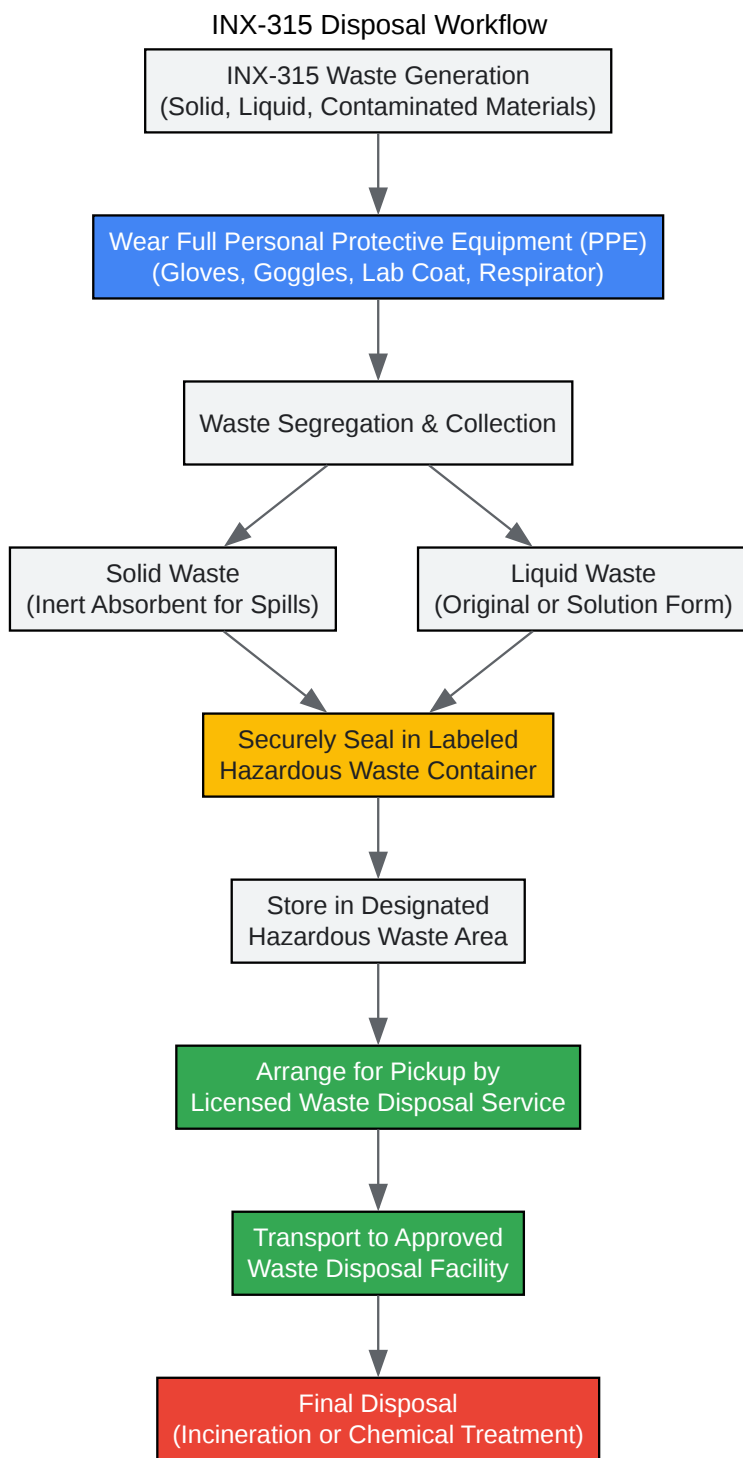 INX-315 Disposal Workflow
INX-315 Waste Generation
(Solid, Liquid, Contaminated Materials)
Wear Full Personal Protective Equipment (PPE)
(Gloves, Goggles, Lab Coat, Respirator)
Waste Segregation & Collection
Solid Waste
(Inert Absorbent for Spills)
Liquid Waste
(Original or Solution Form)
Securely Seal in Labeled
Hazardous Waste Container
Store in Designated
Hazardous Waste Area
Arrange for Pickup by
Licensed Waste Disposal Service
Transport to Approved
Waste Disposal Facility
Final Disposal
(Incineration or Chemical Treatment)